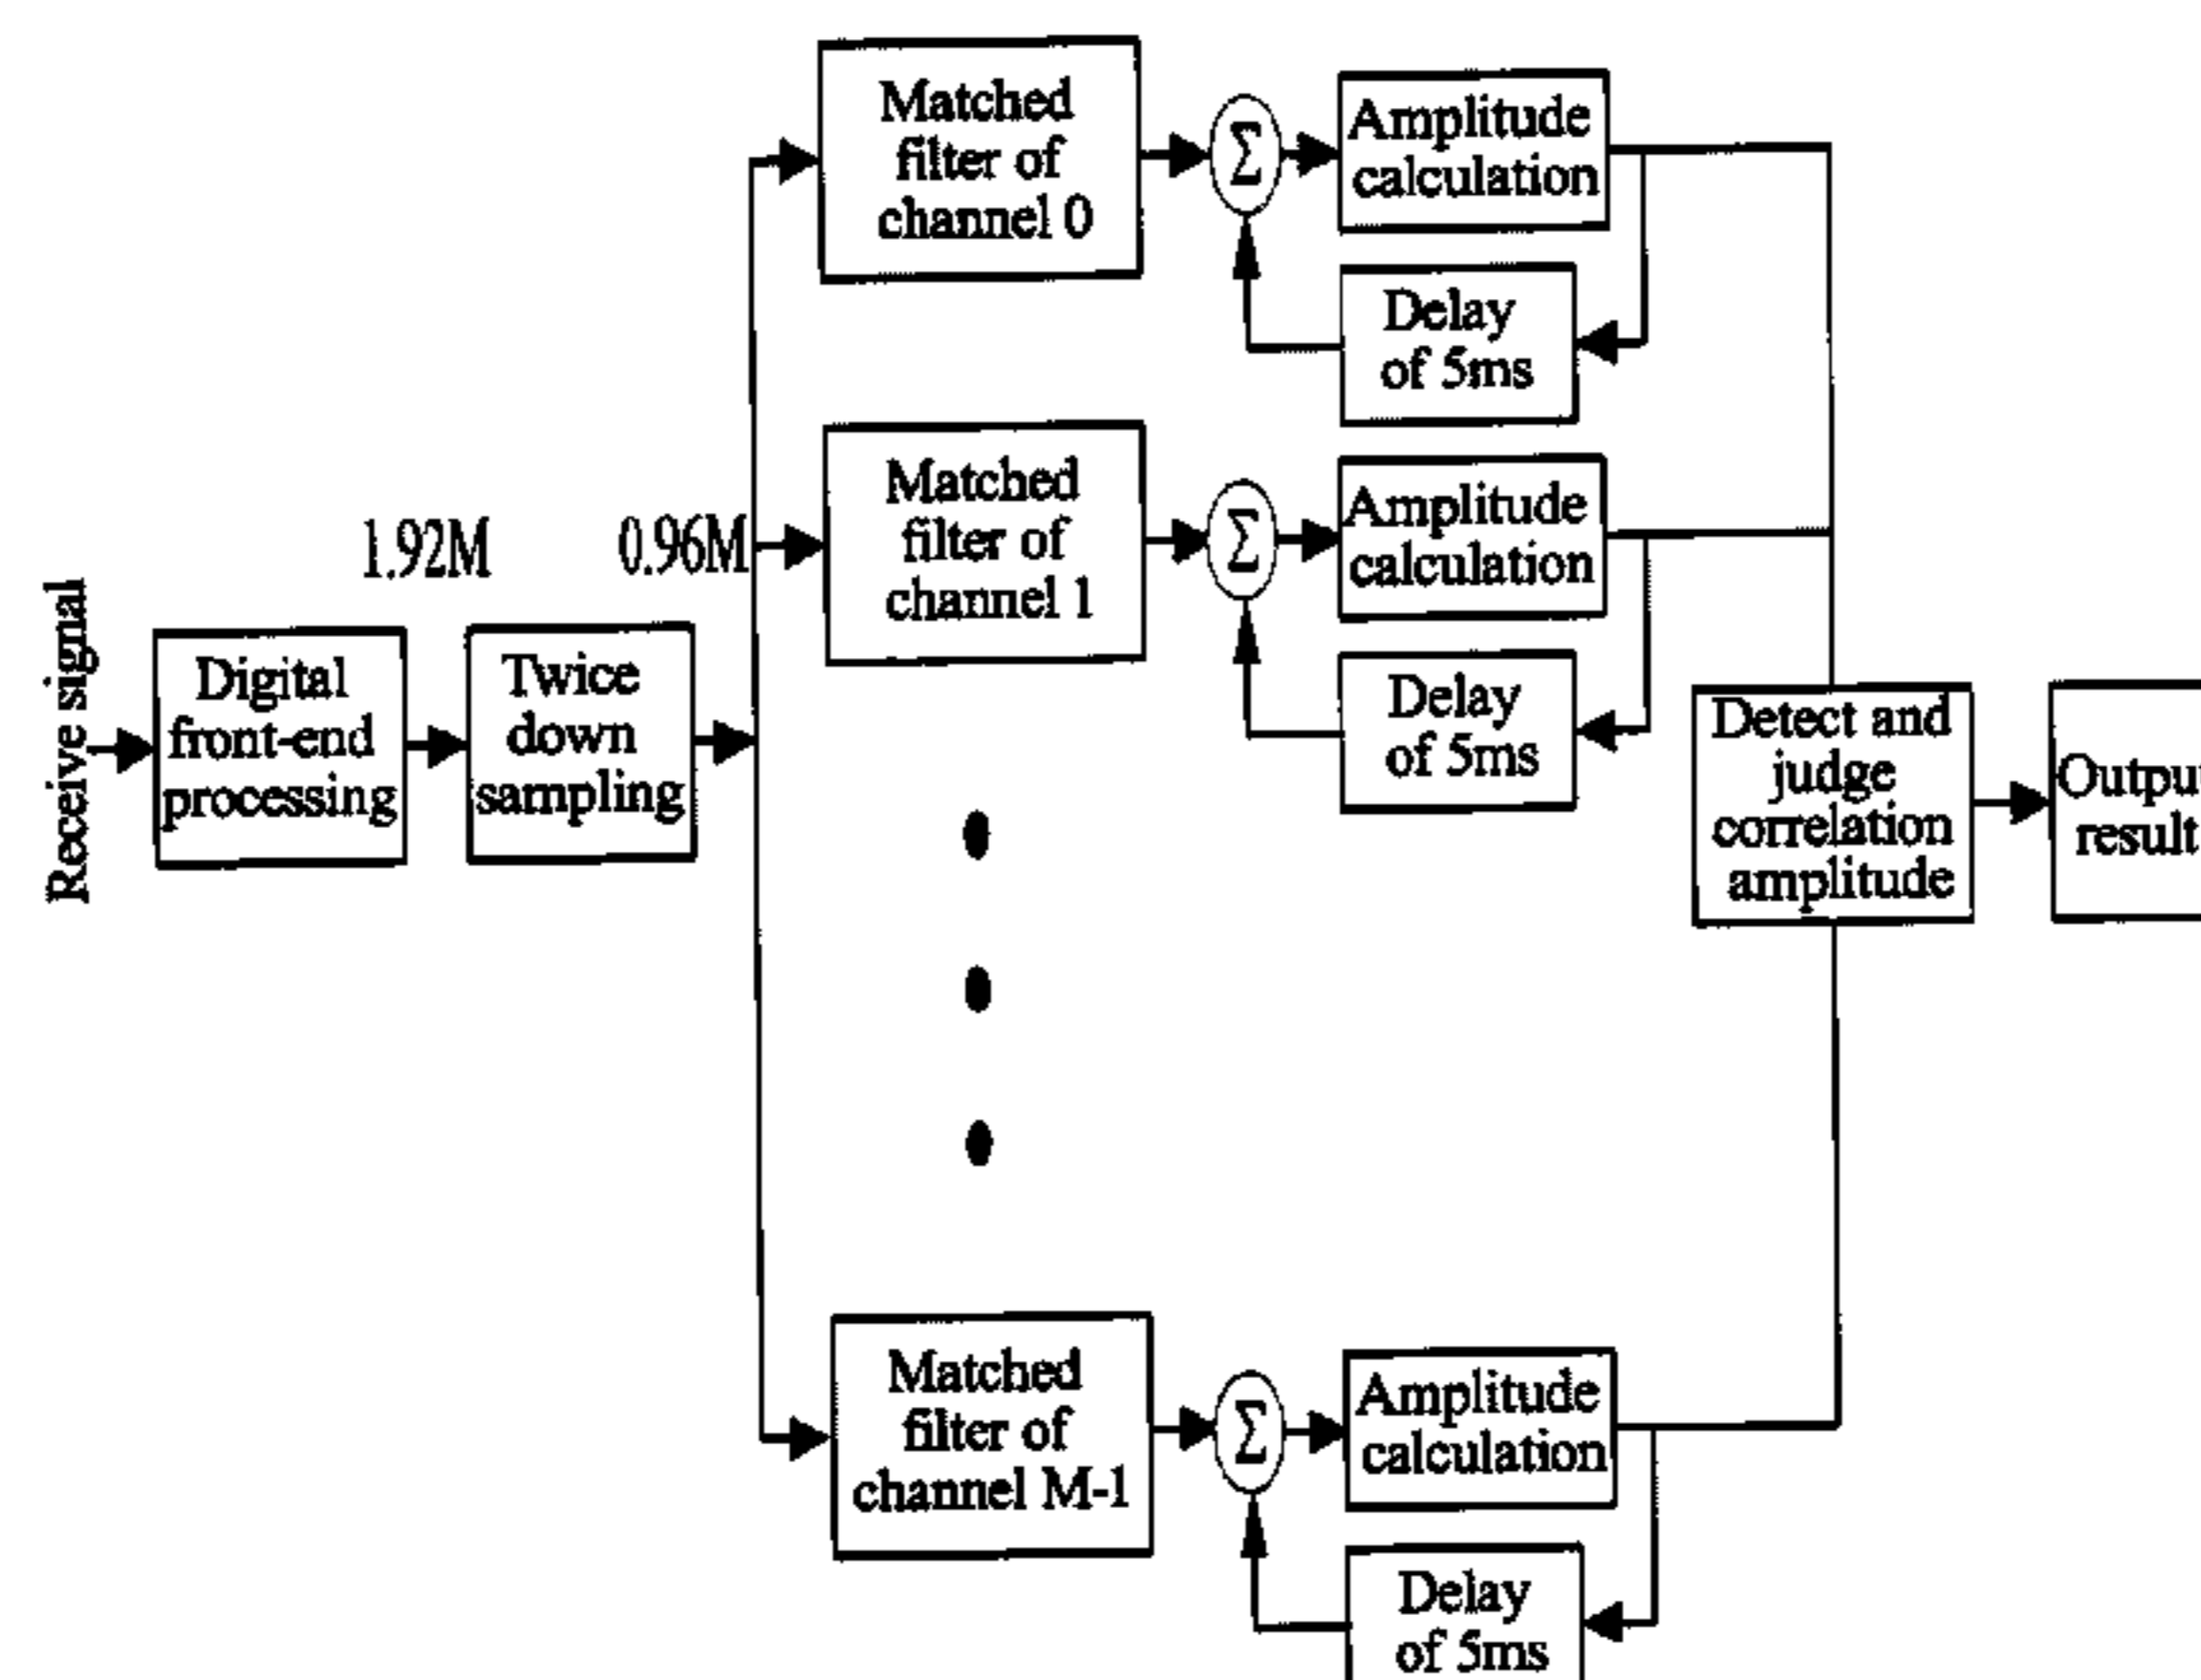 Receive signal
Digital
front-end
processing
1.92M
Twice
down
sampling
0.96M
Matched
filter of
channel 0
Σ
Amplitude
calculation
Delay
of 5ms
Matched
filter of
channel 1
Σ
Amplitude
calculation
Delay
of 5ms
Matched
filter of
channel M-1
Σ
Amplitude
calculation
Delay
of 5ms
Detect and
judge
correlation
amplitude
Output
result